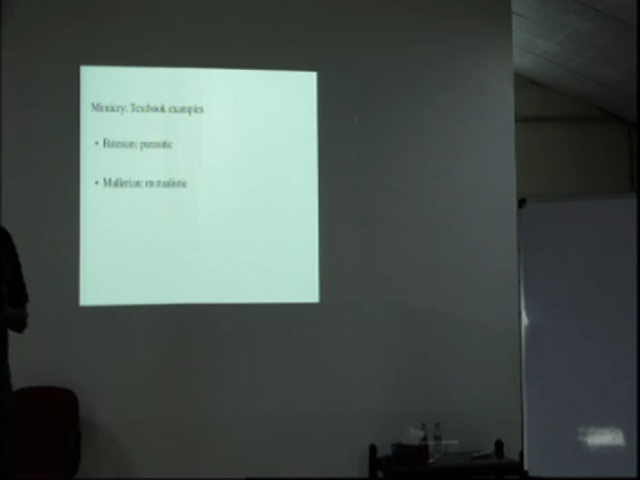 Mimicry: Textbook examples
• Batesian: parasitic
• Mullerian: mutualistic